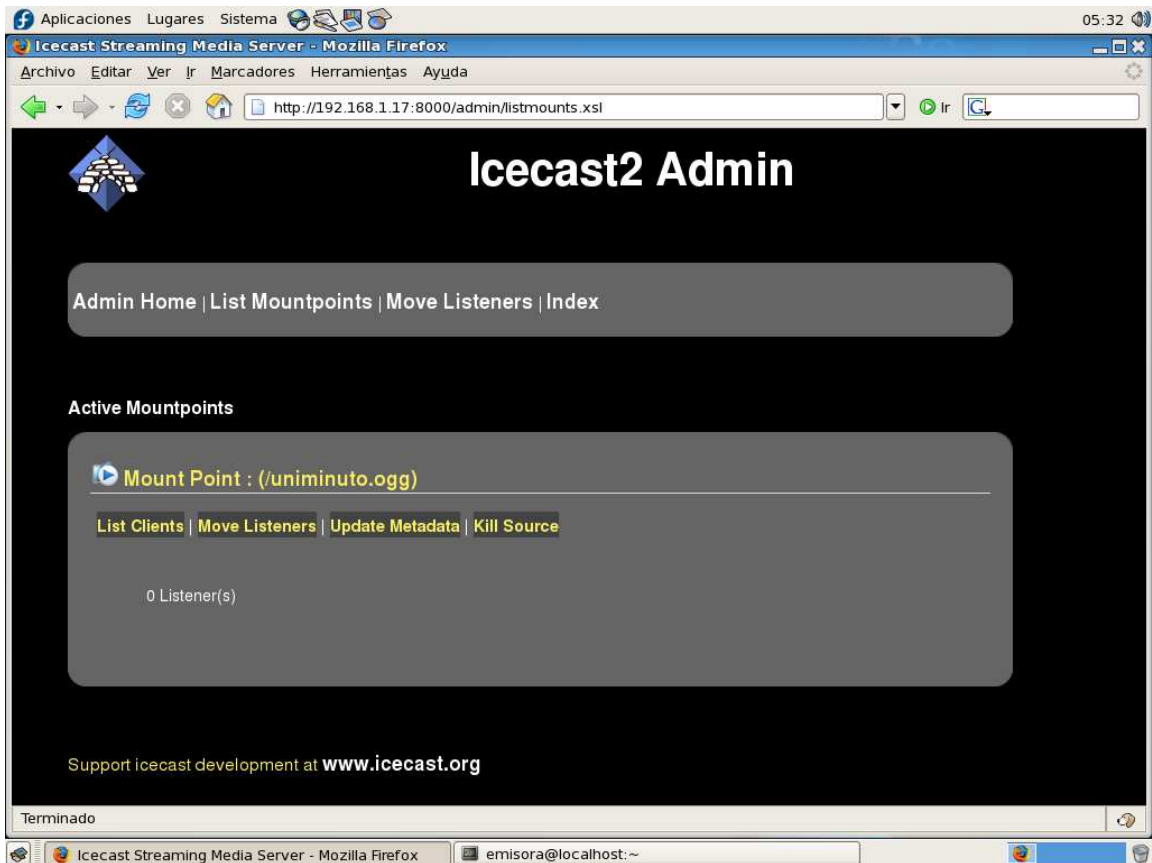 Aplicaciones Lugares Sistema 05:32
Icecast Streaming Media Server - Mozilla Firefox
Archivo Editar Ver Ir Marcadores Herramientas Ayuda
http://192.168.1.17:8000/admin/listmounts.xsl Ir G
Icecast2 Admin
Admin Home | List Mountpoints | Move Listeners | Index
Active Mountpoints
Mount Point : (/uniminuto.ogg)
List Clients | Move Listeners | Update Metadata | Kill Source
0 Listener(s)
Support icecast development at www.icecast.org
Terminado
Icecast Streaming Media Server - Mozilla Firefox emisora@localhost:~